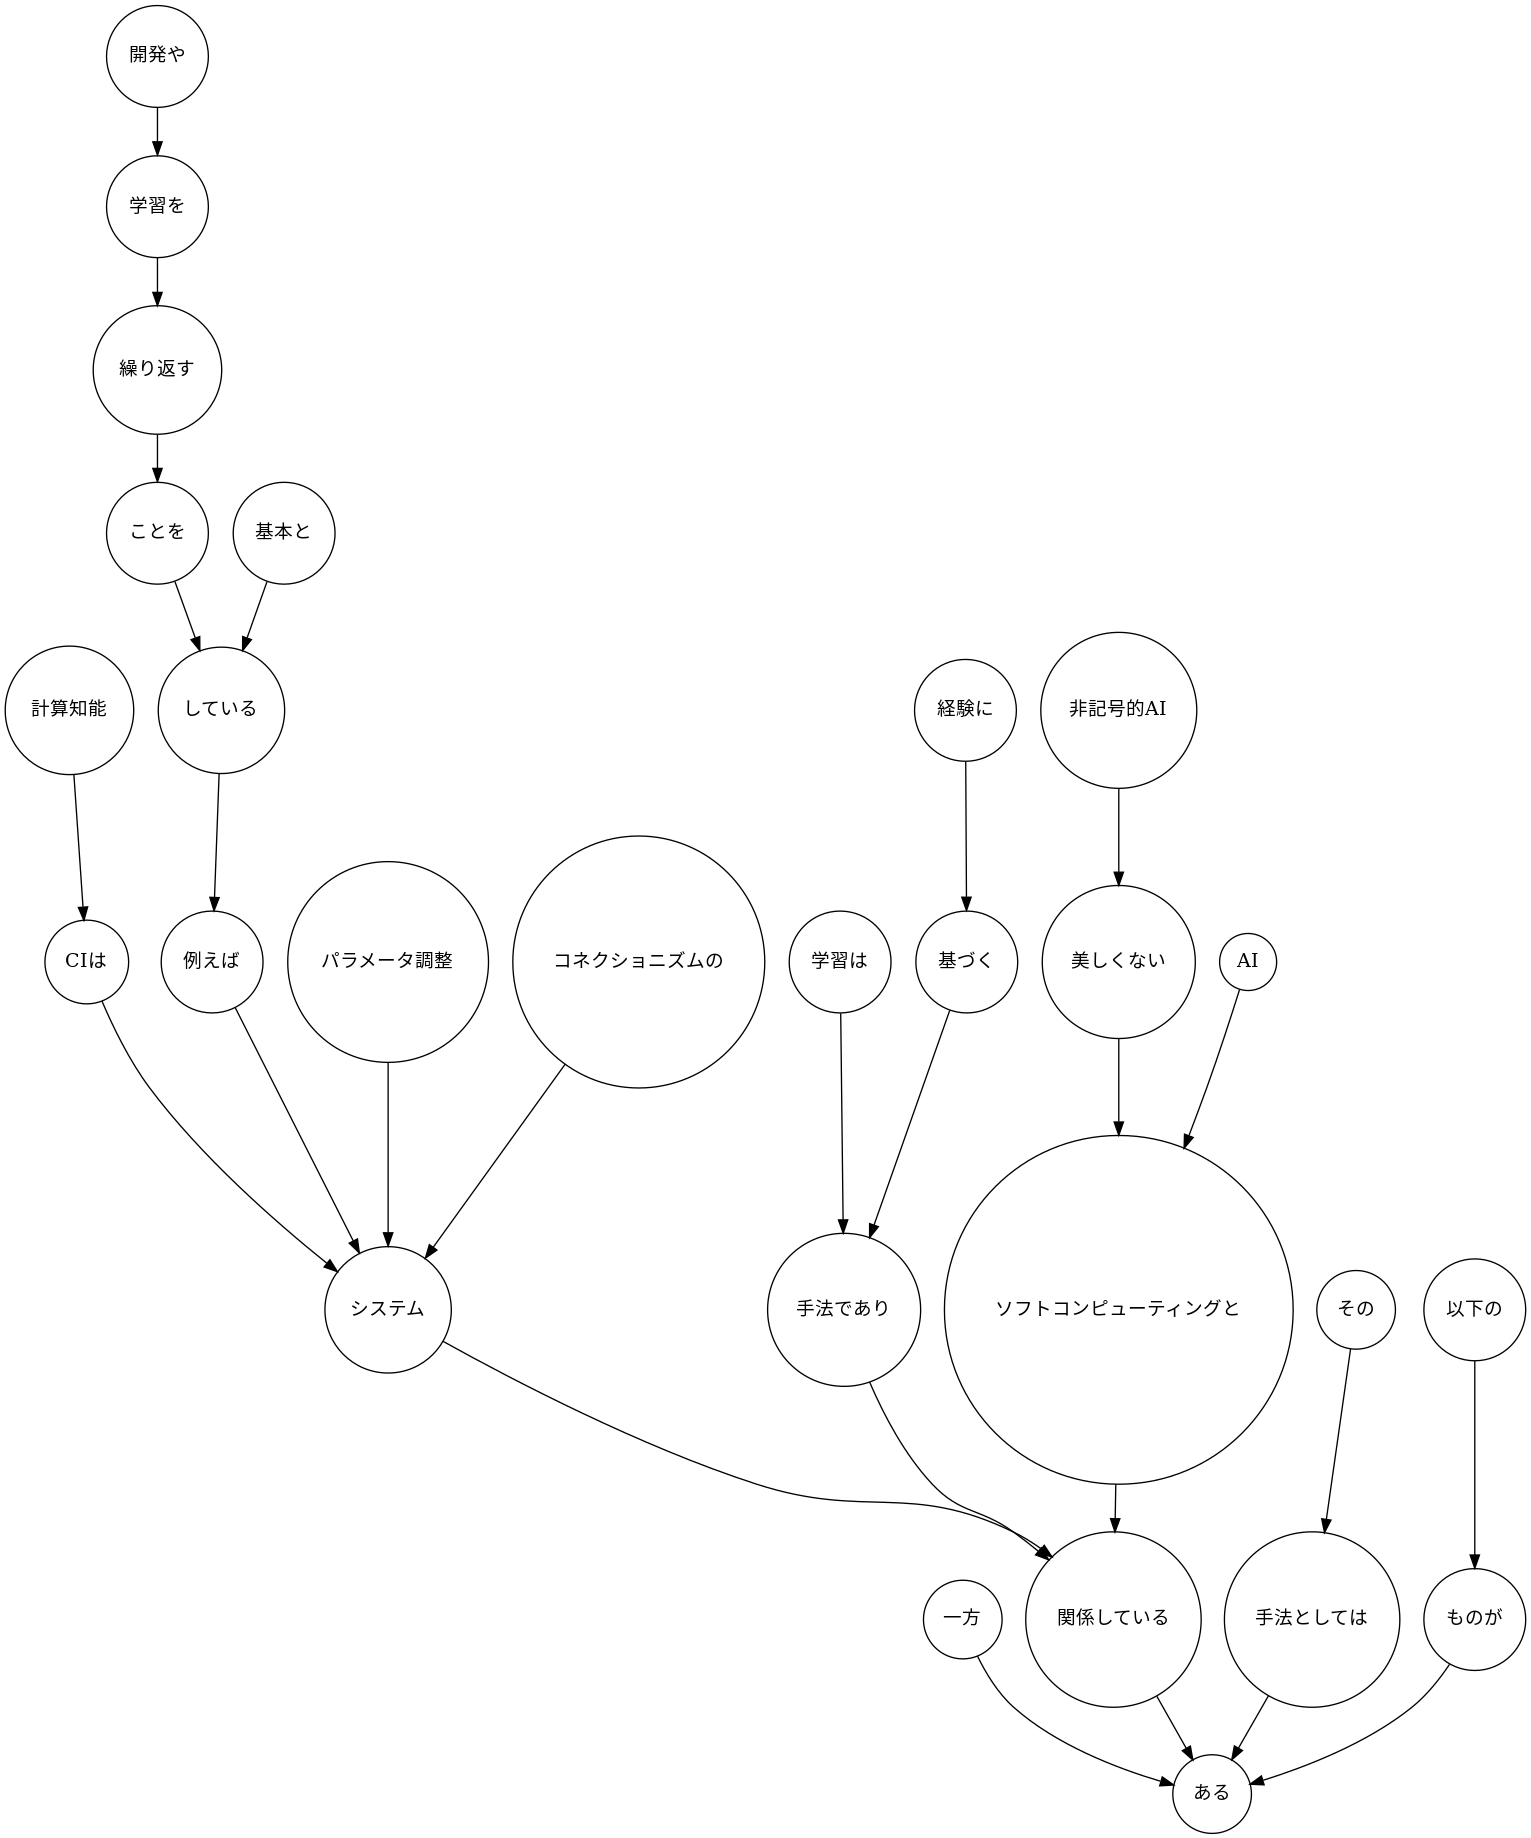 開発や
学習を
繰り返す
ことを
基本と
計算知能
している
経験に
非記号的AI
CIは
例えば
パラメータ調整
コネクショニズムの
学習は
基づく
美しくない
AI
システム
手法であり
ソフトコンピューティングと
その
以下の
一方
関係している
手法としては
ものが
ある